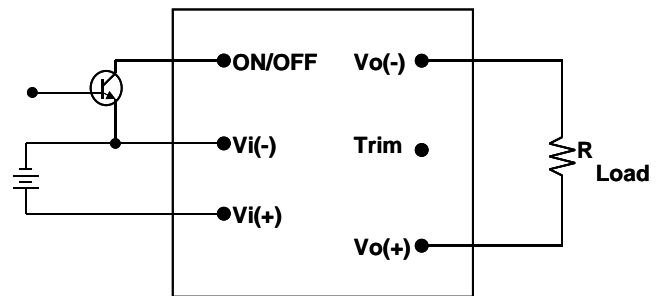 ON/OFF
Vo(-)
Vi(-)
Trim
R
Load
Vi(+)
Vo(+)